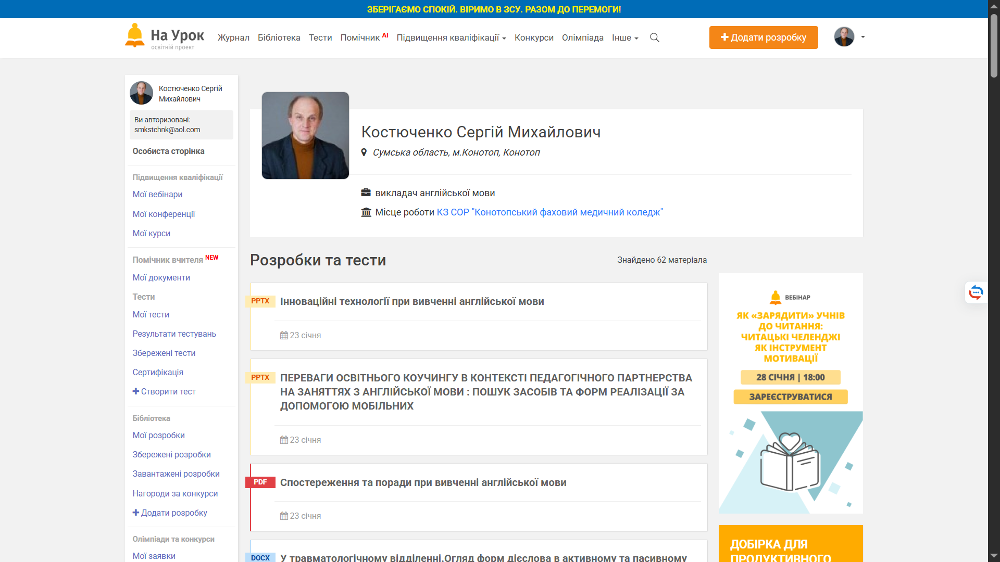 ЗБЕРІГАЄМО СПОКІЙ. ВІРИМО В ЗСУ. РАЗОМ ДО ПЕРЕМОГИ!
На Урок
освітній проект
Журнал
Бібліотека
Тести
Помічник AI
Підвищення кваліфікації
Конкурси
Олімпіада
Інше
Додати розробку
Костюченко Сергій
Михайлович
Ви авторизовані:
smkstchnk@aol.com
Особиста сторінка
Підвищення кваліфікації
Мої вебінари
Мої конференції
Мої курси
Помічник вчителя NEW
Мої документи
Тести
Мої тести
Результати тестувань
Збережені тести
Сертифікація
Створити тест
Бібліотека
Мої розробки
Збережені розробки
Завантажені розробки
Нагороди за конкурси
Додати розробку
Олімпіади та конкурси
Мої заявки
Костюченко Сергій Михайлович
Сумська область, м.Конотоп, Конотоп
викладач англійської мови
Місце роботи КЗ СОР "Конотопський фаховий медичний коледж"
Розробки та тести
Знайдено 62 матеріала
PPTX
Інноваційні технології при вивченні англійської мови
23 січня
PPTX
ПЕРЕВАГИ ОСВІТНЬОГО КОУЧИНГУ В КОНТЕКСТІ ПЕДАГОГІЧНОГО ПАРТНЕРСТВА
НА ЗАНЯТТЯХ З АНГЛІЙСЬКОЇ МОВИ : ПОШУК ЗАСОБІВ ТА ФОРМ РЕАЛІЗАЦІЇ ЗА
ДОПОМОГОЮ МОБІЛЬНИХ
23 січня
PDF
Спостереження та поради при вивченні англійської мови
23 січня
DOCX
У травматологічному відділенні.Огляд форм дієслова в активному та пасивному
ВЕБІНАР
ЯК «ЗАРЯДИТИ» УЧНІВ
ДО ЧИТАННЯ:
ЧИТАЦЬКІ ЧЕЛЕНДЖІ
ЯК ІНСТРУМЕНТ
МОТИВАЦІЇ
28 СІЧНЯ | 18:00
ЗАРЕЄСТРУВАТИСЯ
ДОБІРКА ДЛЯ
ПРОДУКТИВНОГО